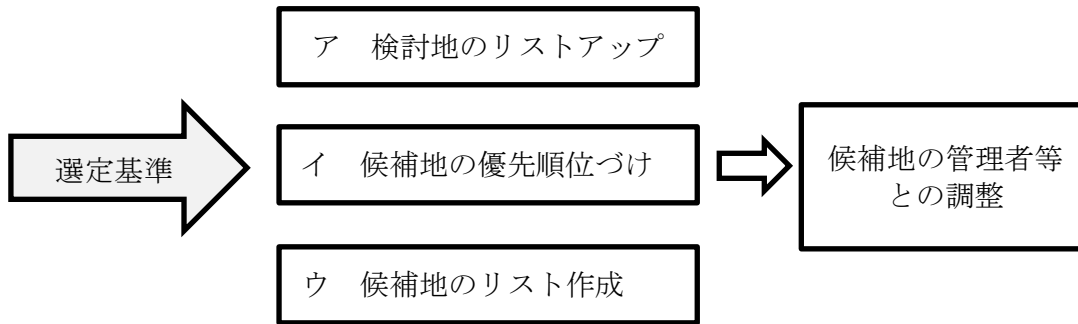 ア　検討地のリストアップ
選定基準
イ　候補地の優先順位づけ
候補地の管理者等
との調整
ウ　候補地のリスト作成